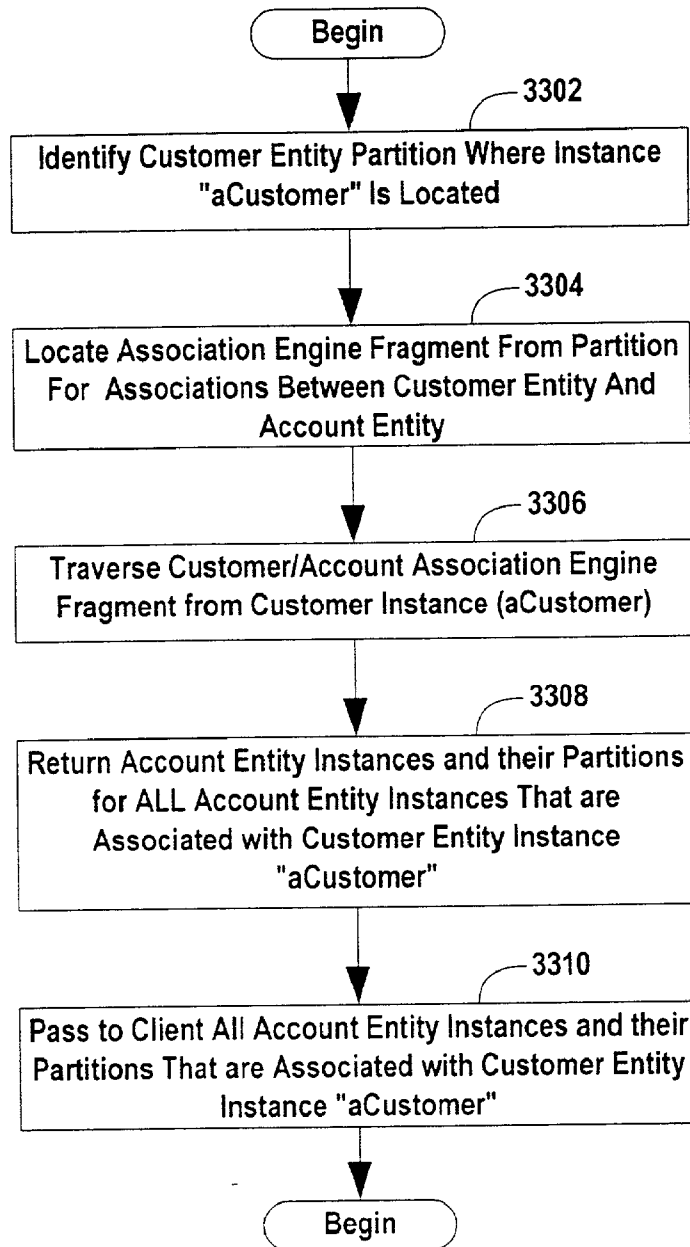 Begin
3302
Identify Customer Entity Partition Where Instance
"aCustomer" Is Located
3304
Locate Association Engine Fragment From Partition
For Associations Between Customer Entity And
Account Entity
3306
Traverse Customer/Account Association Engine
Fragment from Customer Instance (aCustomer)
3308
Return Account Entity Instances and their Partitions
for ALL Account Entity Instances That are
Associated with Customer Entity Instance
"aCustomer"
3310
Pass to Client All Account Entity Instances and their
Partitions That are Associated with Customer Entity
Instance "aCustomer"
Begin